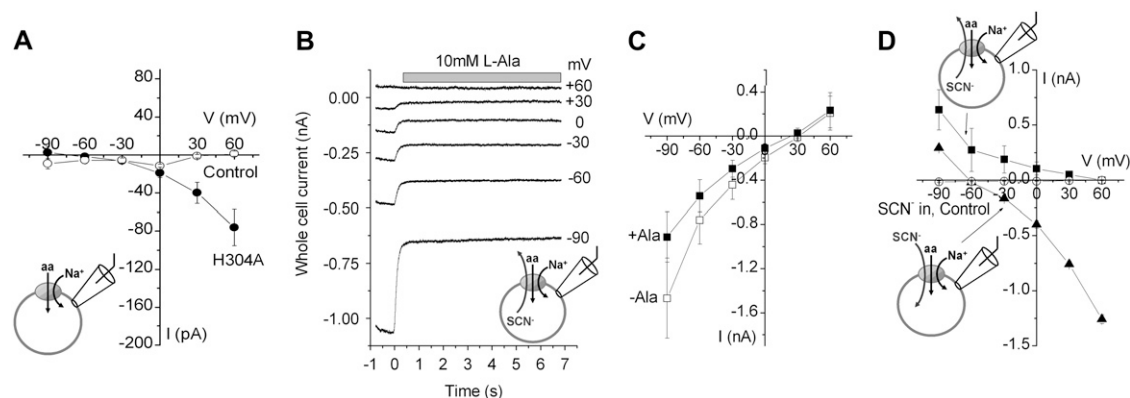 A
80
40
V (mV)
-90 -60 -30 30 60
Control
-40
-80
H304A
-120
-160
-200
I (pA)
aa
Na⁺
B
10mM L-Ala
mV
+60
+30
0
-30
-60
-90
0.00
-0.25
-0.50
-0.75
-1.00
Whole cell current (nA)
-1 0 1 2 3 4 5 6 7
Time (s)
aa
Na⁺
SCN⁻
C
0.4
V (mV)
0.0
-90 -60 -30 0 30 60
-0.4
-0.8
-1.2
-1.6
I (nA)
+Ala
-Ala
D
aa
Na⁺
SCN⁻
1.0
I (nA)
0.5
V (mV)
0.0
-90 -60 -30 0 30 60
SCN⁻ in, Control
-0.5
-1.0
-1.5
SCN⁻
aa
Na⁺